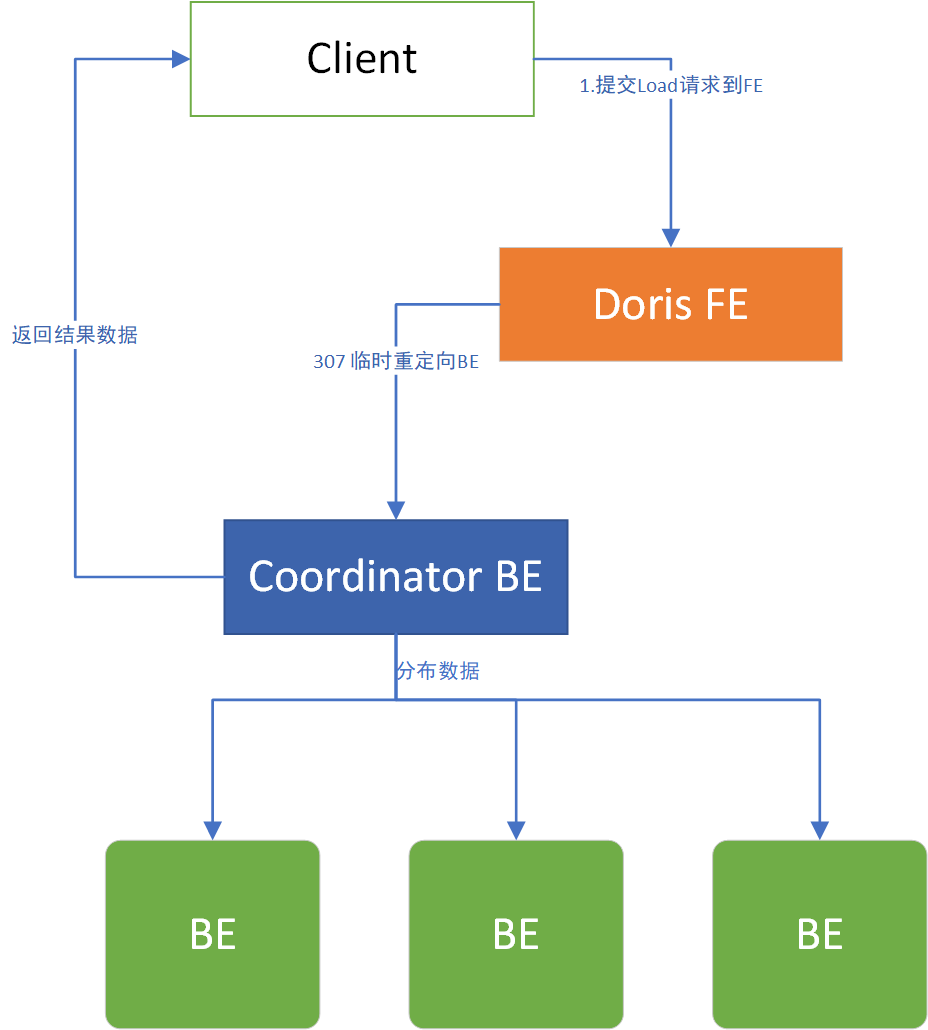 Client
1.提交Load请求到FE
Doris FE
返回结果数据
307 临时重定向BE
Coordinator BE
分布数据
BE
BE
BE